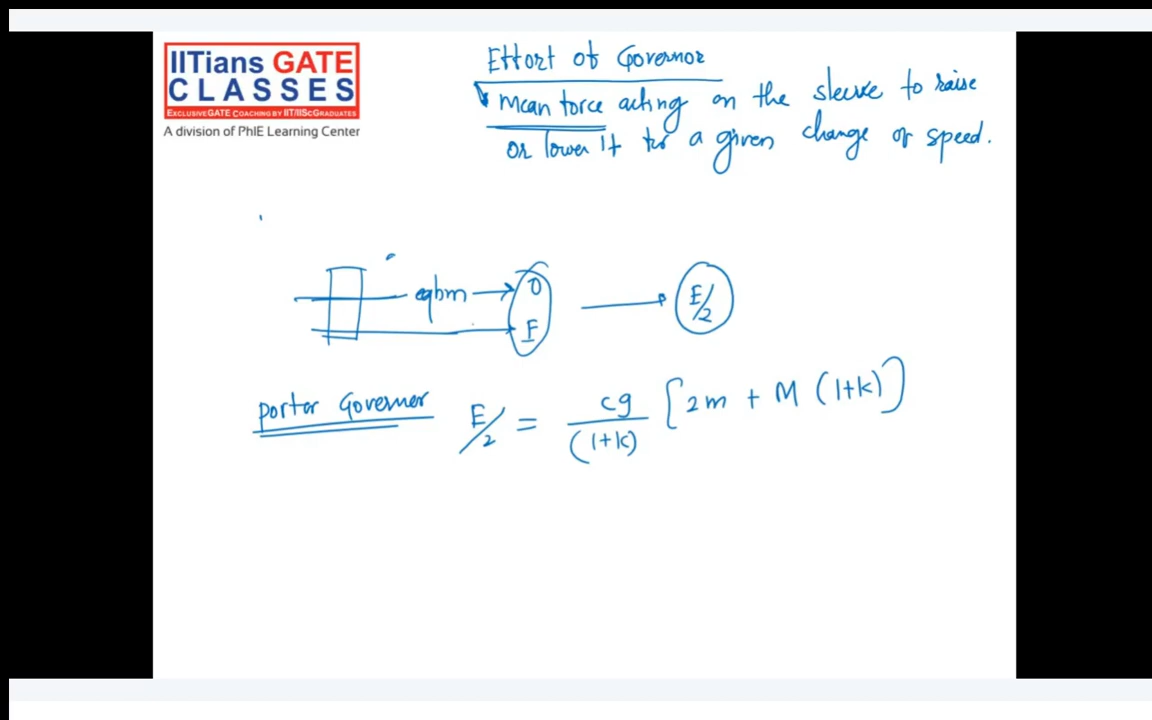 IITians GATE
CLASSES
EXCLUSIVE GATE COACHING BY IIT/IISC GRADUATES
A division of PhIE Learning Center
Effort of Governor
Mean force acting on the sleeve to raise
or lower it for a given change of speed.
eqbm → 0
F
E/2
Porter Governer E/2 = cg/(1+k) [2m + M (1+k)]